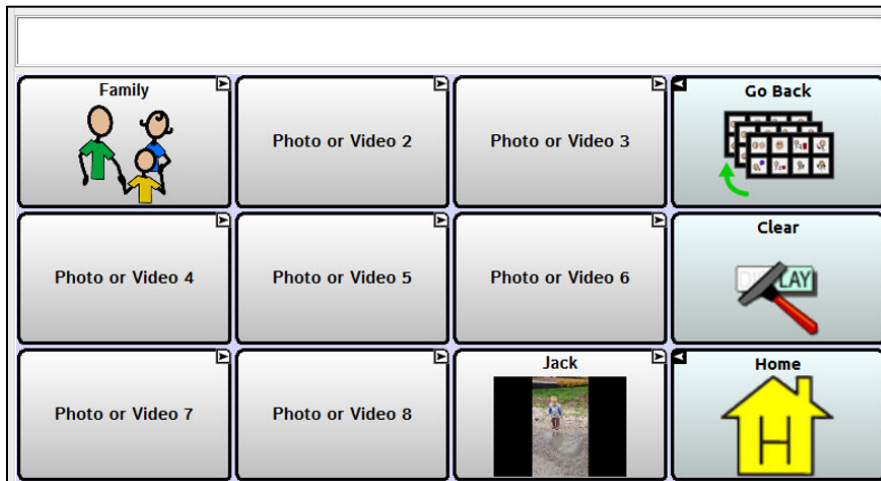 Family
Photo or Video 2
Photo or Video 3
Go Back
Photo or Video 4
Photo or Video 5
Photo or Video 6
Clear
LAY
Photo or Video 7
Photo or Video 8
Jack
Home
H